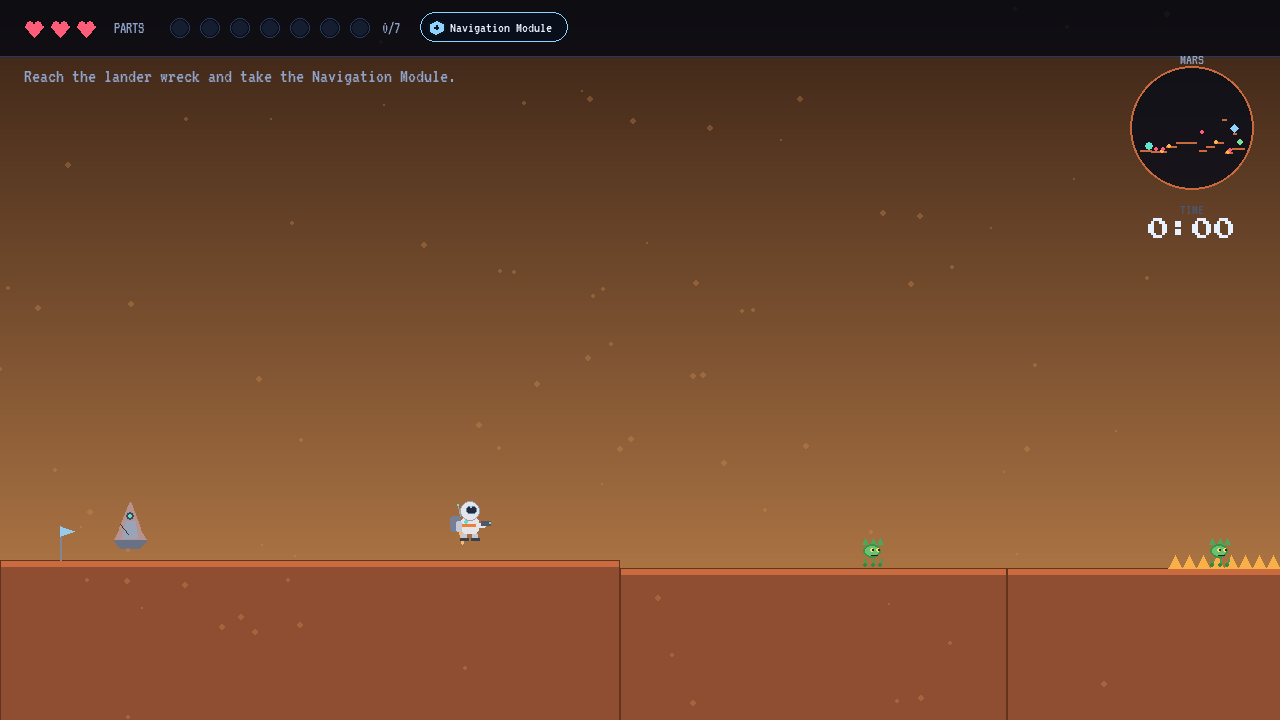 PARTS 0/7 Navigation Module
Reach the lander wreck and take the Navigation Module.
MARS
TIME
0:00